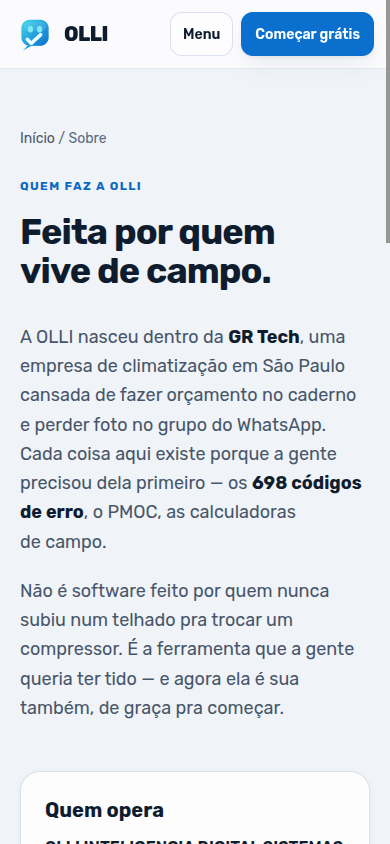 OLLI
Menu
Começar grátis
Início / Sobre
QUEM FAZ A OLLI
Feita por quem
vive de campo.
A OLLI nasceu dentro da GR Tech, uma
empresa de climatização em São Paulo
cansada de fazer orçamento no caderno
e perder foto no grupo do WhatsApp.
Cada coisa aqui existe porque a gente
precisou dela primeiro — os 698 códigos
de erro, o PMOC, as calculadoras
de campo.
Não é software feito por quem nunca
subiu num telhado pra trocar um
compressor. É a ferramenta que a gente
queria ter tido — e agora ela é sua
também, de graça pra começar.
Quem opera
OLLI INTELIGENCIA DIGITAL SISTEMAS